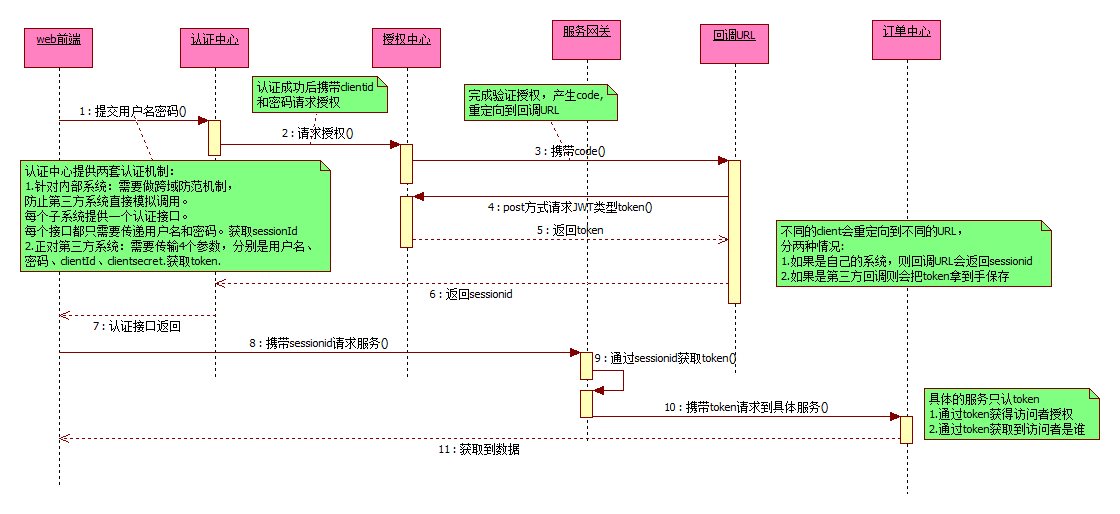 web前端
认证中心
授权中心
服务网关
回调URL
订单中心
认证成功后携带clientid
和密码请求授权
完成验证授权，产生code,
重定向到回调URL
1 : 提交用户名密码()
2 : 请求授权()
3 : 携带code()
认证中心提供两套认证机制：
1.针对内部系统：需要做跨域防范机制，
防止第三方系统直接模拟调用。
每个子系统提供一个认证接口。
每个接口都只需要传递用户名和密码。获取sessionId
2.正对第三方系统：需要传输4个参数，分别是用户名、
密码、clientId、clientsecret.获取token.
4 : post方式请求JWT类型token()
5 : 返回token
不同的client会重定向到不同的URL，
分两种情况:
1.如果是自己的系统，则回调URL会返回sessionid
2.如果是第三方回调则会把token拿到手保存
6 : 返回sessionid
7 : 认证接口返回
8 : 携带sessionid请求服务()
9 : 通过sessionid获取token()
10 : 携带token请求到具体服务()
具体的服务只认token
1.通过token获得访问者授权
2.通过token获取到访问者是谁
11 : 获取到数据